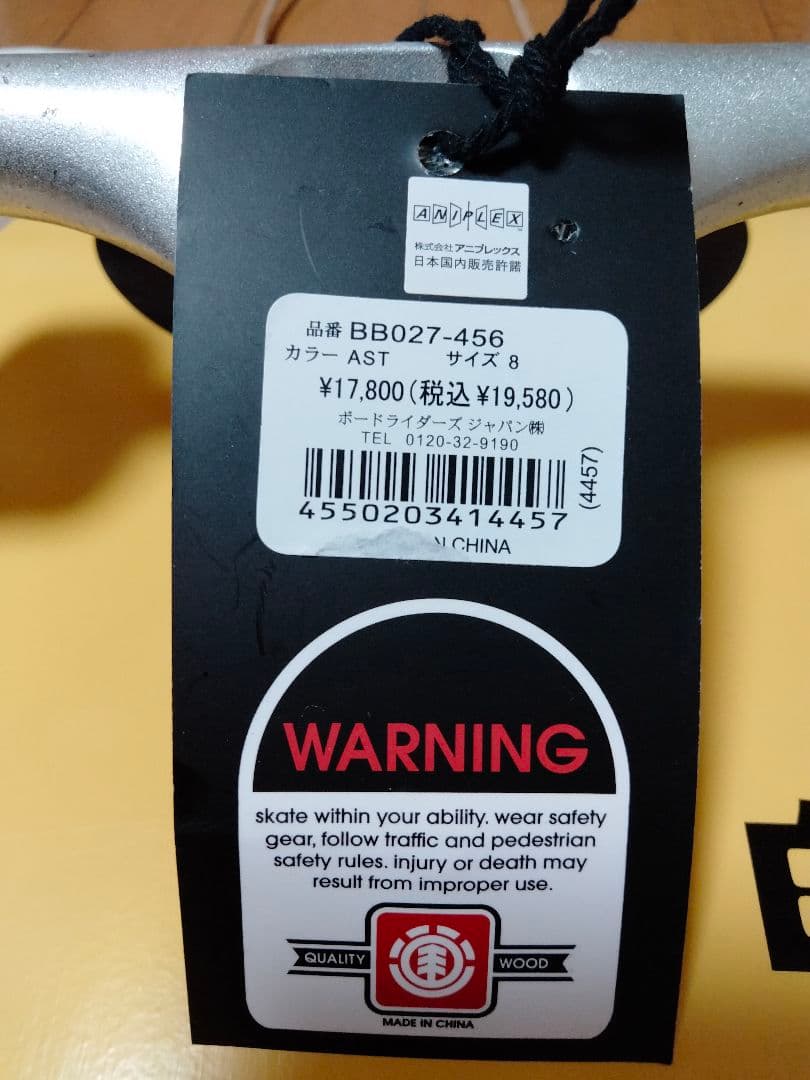 ANIPLEX
株式会社アニプレックス
日本国内販売許諾
品番 BB027-456
カラー AST サイズ 8
¥17,800(税込¥19,580)
ボードライダーズ ジャパン㈱
TEL 0120-32-9190
(4457)
4550203414457
CHINA
WARNING
skate within your ability. wear safety
gear, follow traffic and pedestrian
safety rules. injury or death may
result from improper use.
QUALITY WOOD
MADE IN CHINA